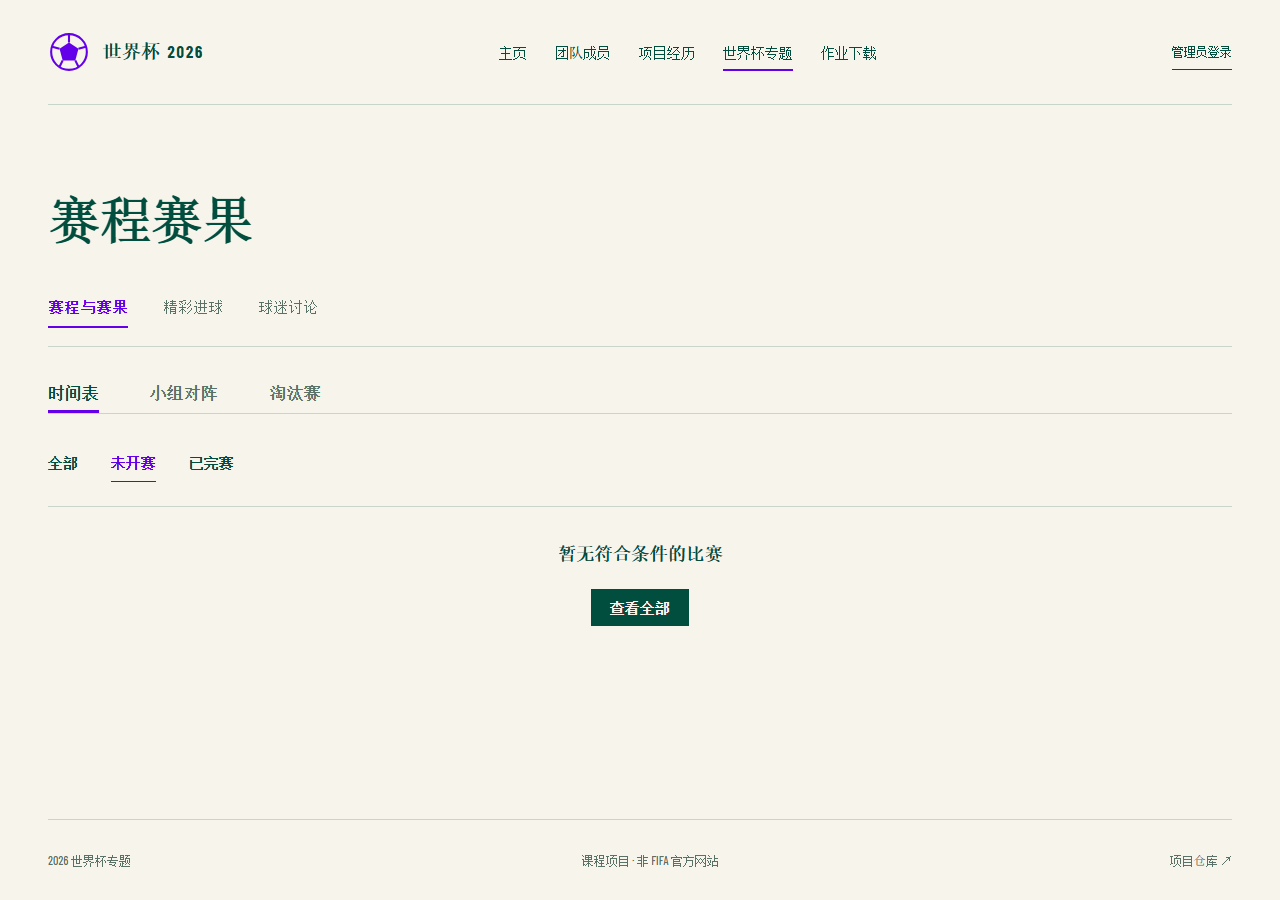 世界杯 2026
主页 团队成员 项目经历 世界杯专题 作业下载 管理员登录
赛程赛果
赛程与赛果 精彩进球 球迷讨论
时间表 小组对阵 淘汰赛
全部 未开赛 已完赛
暂无符合条件的比赛
查看全部
2026 世界杯专题 课程项目 · 非 FIFA 官方网站 项目仓库 ↗